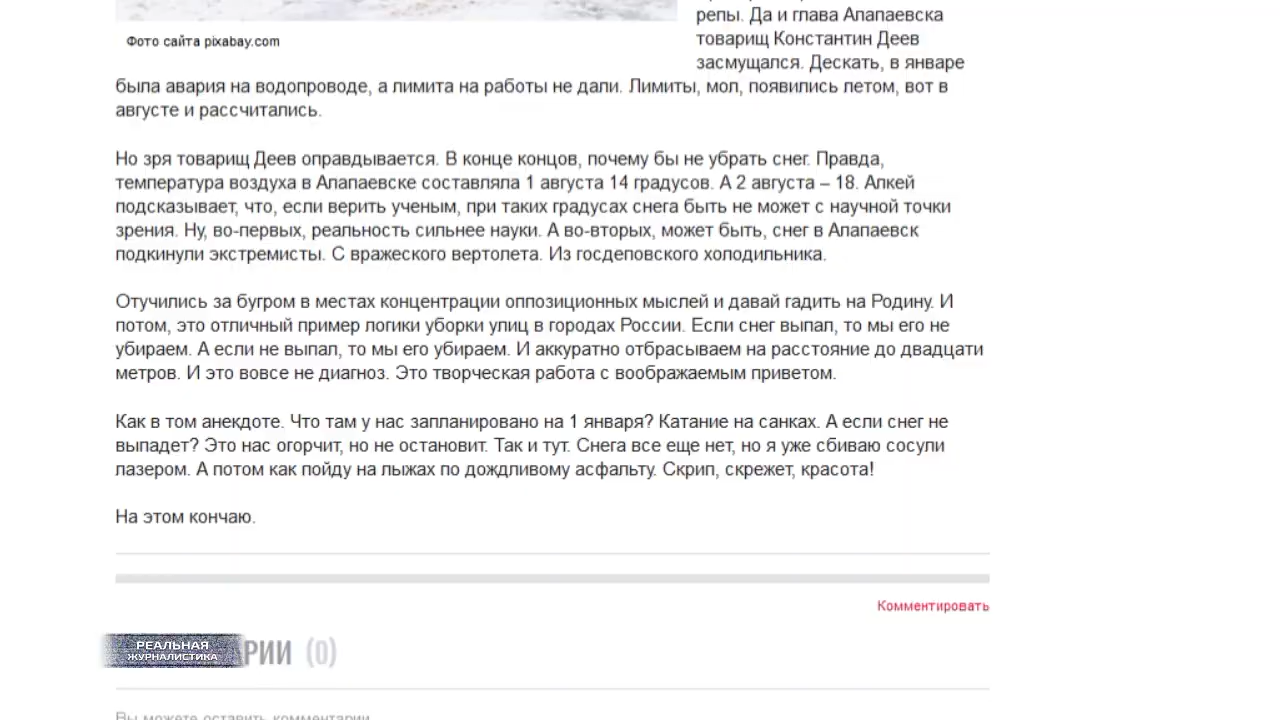 репы. Да и глава Алапаевска
Фото сайта pixabay.com
товарищ Константин Деев
засмущался. Дескать, в январе
была авария на водопроводе, а лимита на работы не дали. Лимиты, мол, появились летом, вот в
августе и рассчитались.
Но зря товарищ Деев оправдывается. В конце концов, почему бы не убрать снег. Правда,
температура воздуха в Алапаевске составляла 1 августа 14 градусов. А 2 августа – 18. Алкей
подсказывает, что, если верить ученым, при таких градусах снега быть не может с научной точки
зрения. Ну, во-первых, реальность сильнее науки. А во-вторых, может быть, снег в Алапаевск
подкинули экстремисты. С вражеского вертолета. Из госдеповского холодильника.
Отучились за бугром в местах концентрации оппозиционных мыслей и давай гадить на Родину. И
потом, это отличный пример логики уборки улиц в городах России. Если снег выпал, то мы его не
убираем. А если не выпал, то мы его убираем. И аккуратно отбрасываем на расстояние до двадцати
метров. И это вовсе не диагноз. Это творческая работа с воображаемым приветом.
Как в том анекдоте. Что там у нас запланировано на 1 января? Катание на санках. А если снег не
выпадет? Это нас огорчит, но не остановит. Так и тут. Снега все еще нет, но я уже сбиваю сосули
лазером. А потом как пойду на лыжах по дождливому асфальту. Скрип, скрежет, красота!
На этом кончаю.
Комментировать
РЕАЛЬНАЯ
ЖУРНАЛИСТИКА
АРИИ (0)
Вы можете оставить комментарии